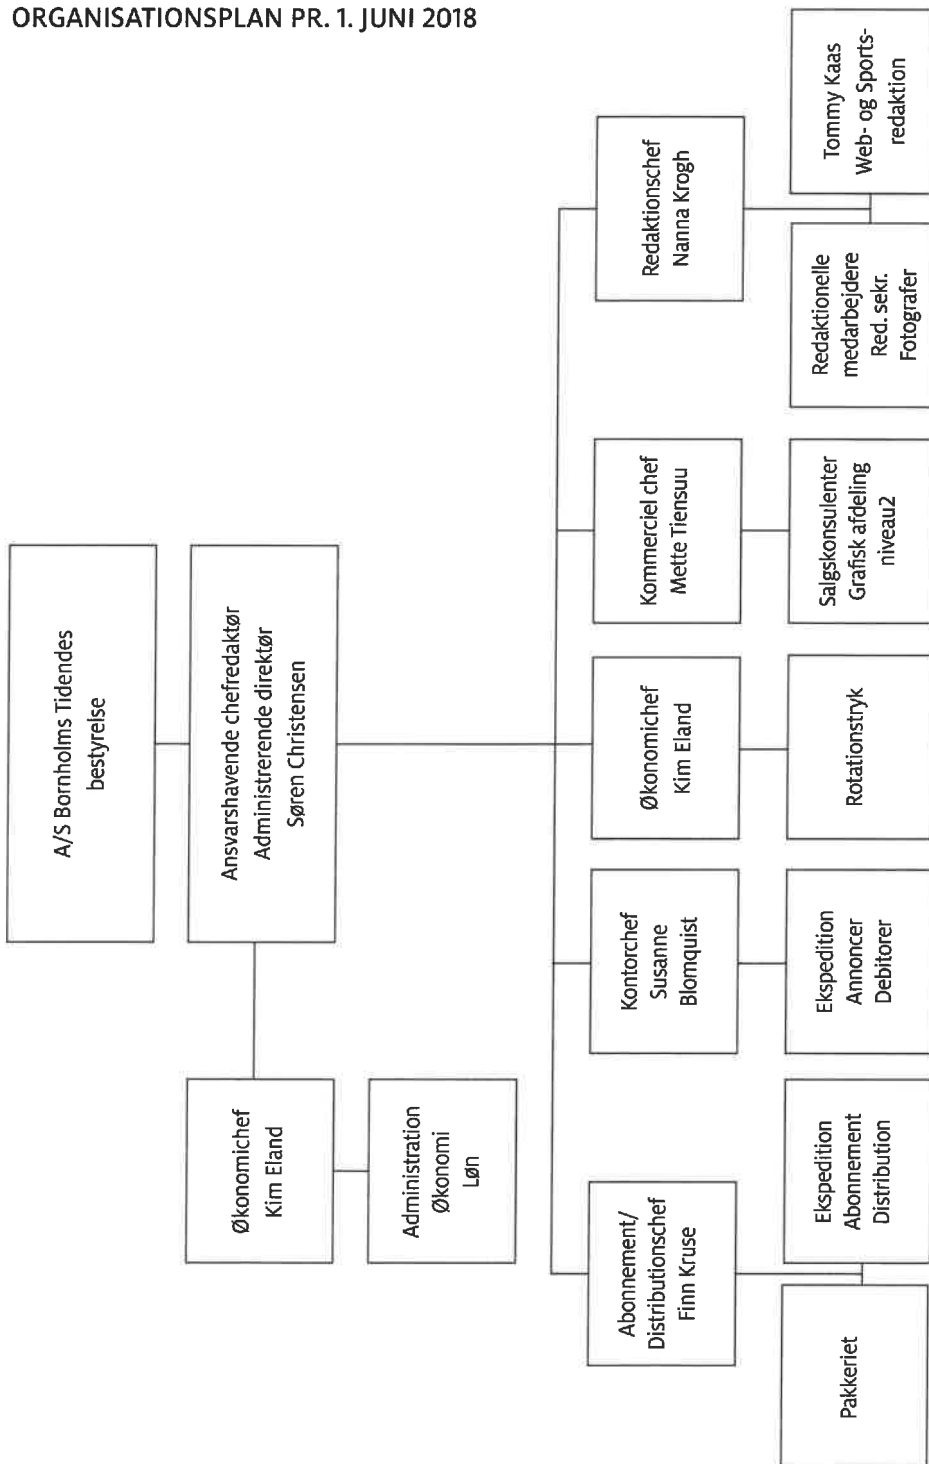 ORGANISATIONSPLAN PR. 1. JUNI 2018
A/S Bornholms Tidendes
bestyrelse
Ansvarshavende chefredaktør
Administrerende direktør
Søren Christensen
Økonomichef
Kim Eland
Administration
Økonomi
Løn
Abonnement/
Distributionschef
Finn Kruse
Kontorchef
Susanne
Blomquist
Økonomichef
Kim Eland
Kommerciel chef
Mette Tiensuu
Redaktionschef
Nanna Krogh
Pakkeriet
Ekspedition
Abonnement
Distribution
Ekspedition
Annoncer
Debitorer
Rotationstryk
Salgskonsulenter
Grafisk afdeling
niveau2
Redaktionelle
medarbejdere
Red. sekr.
Fotografer
Tommy Kaas
Web- og Sports-
redaktion